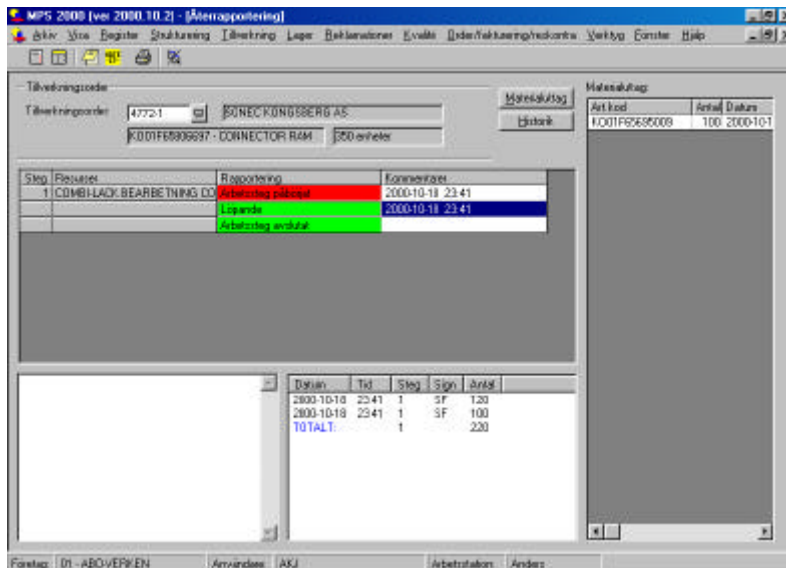 MPS 2000 (ver 2000.10.2) - [Återrapportering]
Arkiv Visa Register Strukturering Tillverkning Lager Reklamationer Kvalité Order/fakturering/reskontra Verktyg Fönster Hjälp
Tillverkningsorder
Tillverkningsorder 4772-1 SONEC KONGSBERG AS
KO01F65806697 - CONNECTOR RAM 350 enheter
Materialuttag
Historik
Materialuttag:
Art.kod Antal Datum
KO01F65695009 100 2000-10-1
Steg Resurser Rapportering Kommentarer
1 COMBI-LACK BEARBETNING CO Arbetssteg påbörjat 2000-10-18 23:41
Löpande 2000-10-18 23:41
Arbetssteg avslutat
Datum Tid Steg Sign Antal
2000-10-18 23:41 1 SF 120
2000-10-18 23:41 1 SF 100
TOTALT: 1 220
Företag: 01 - ABO-VERKEN Användare: AKJ Arbetsstation: Anders